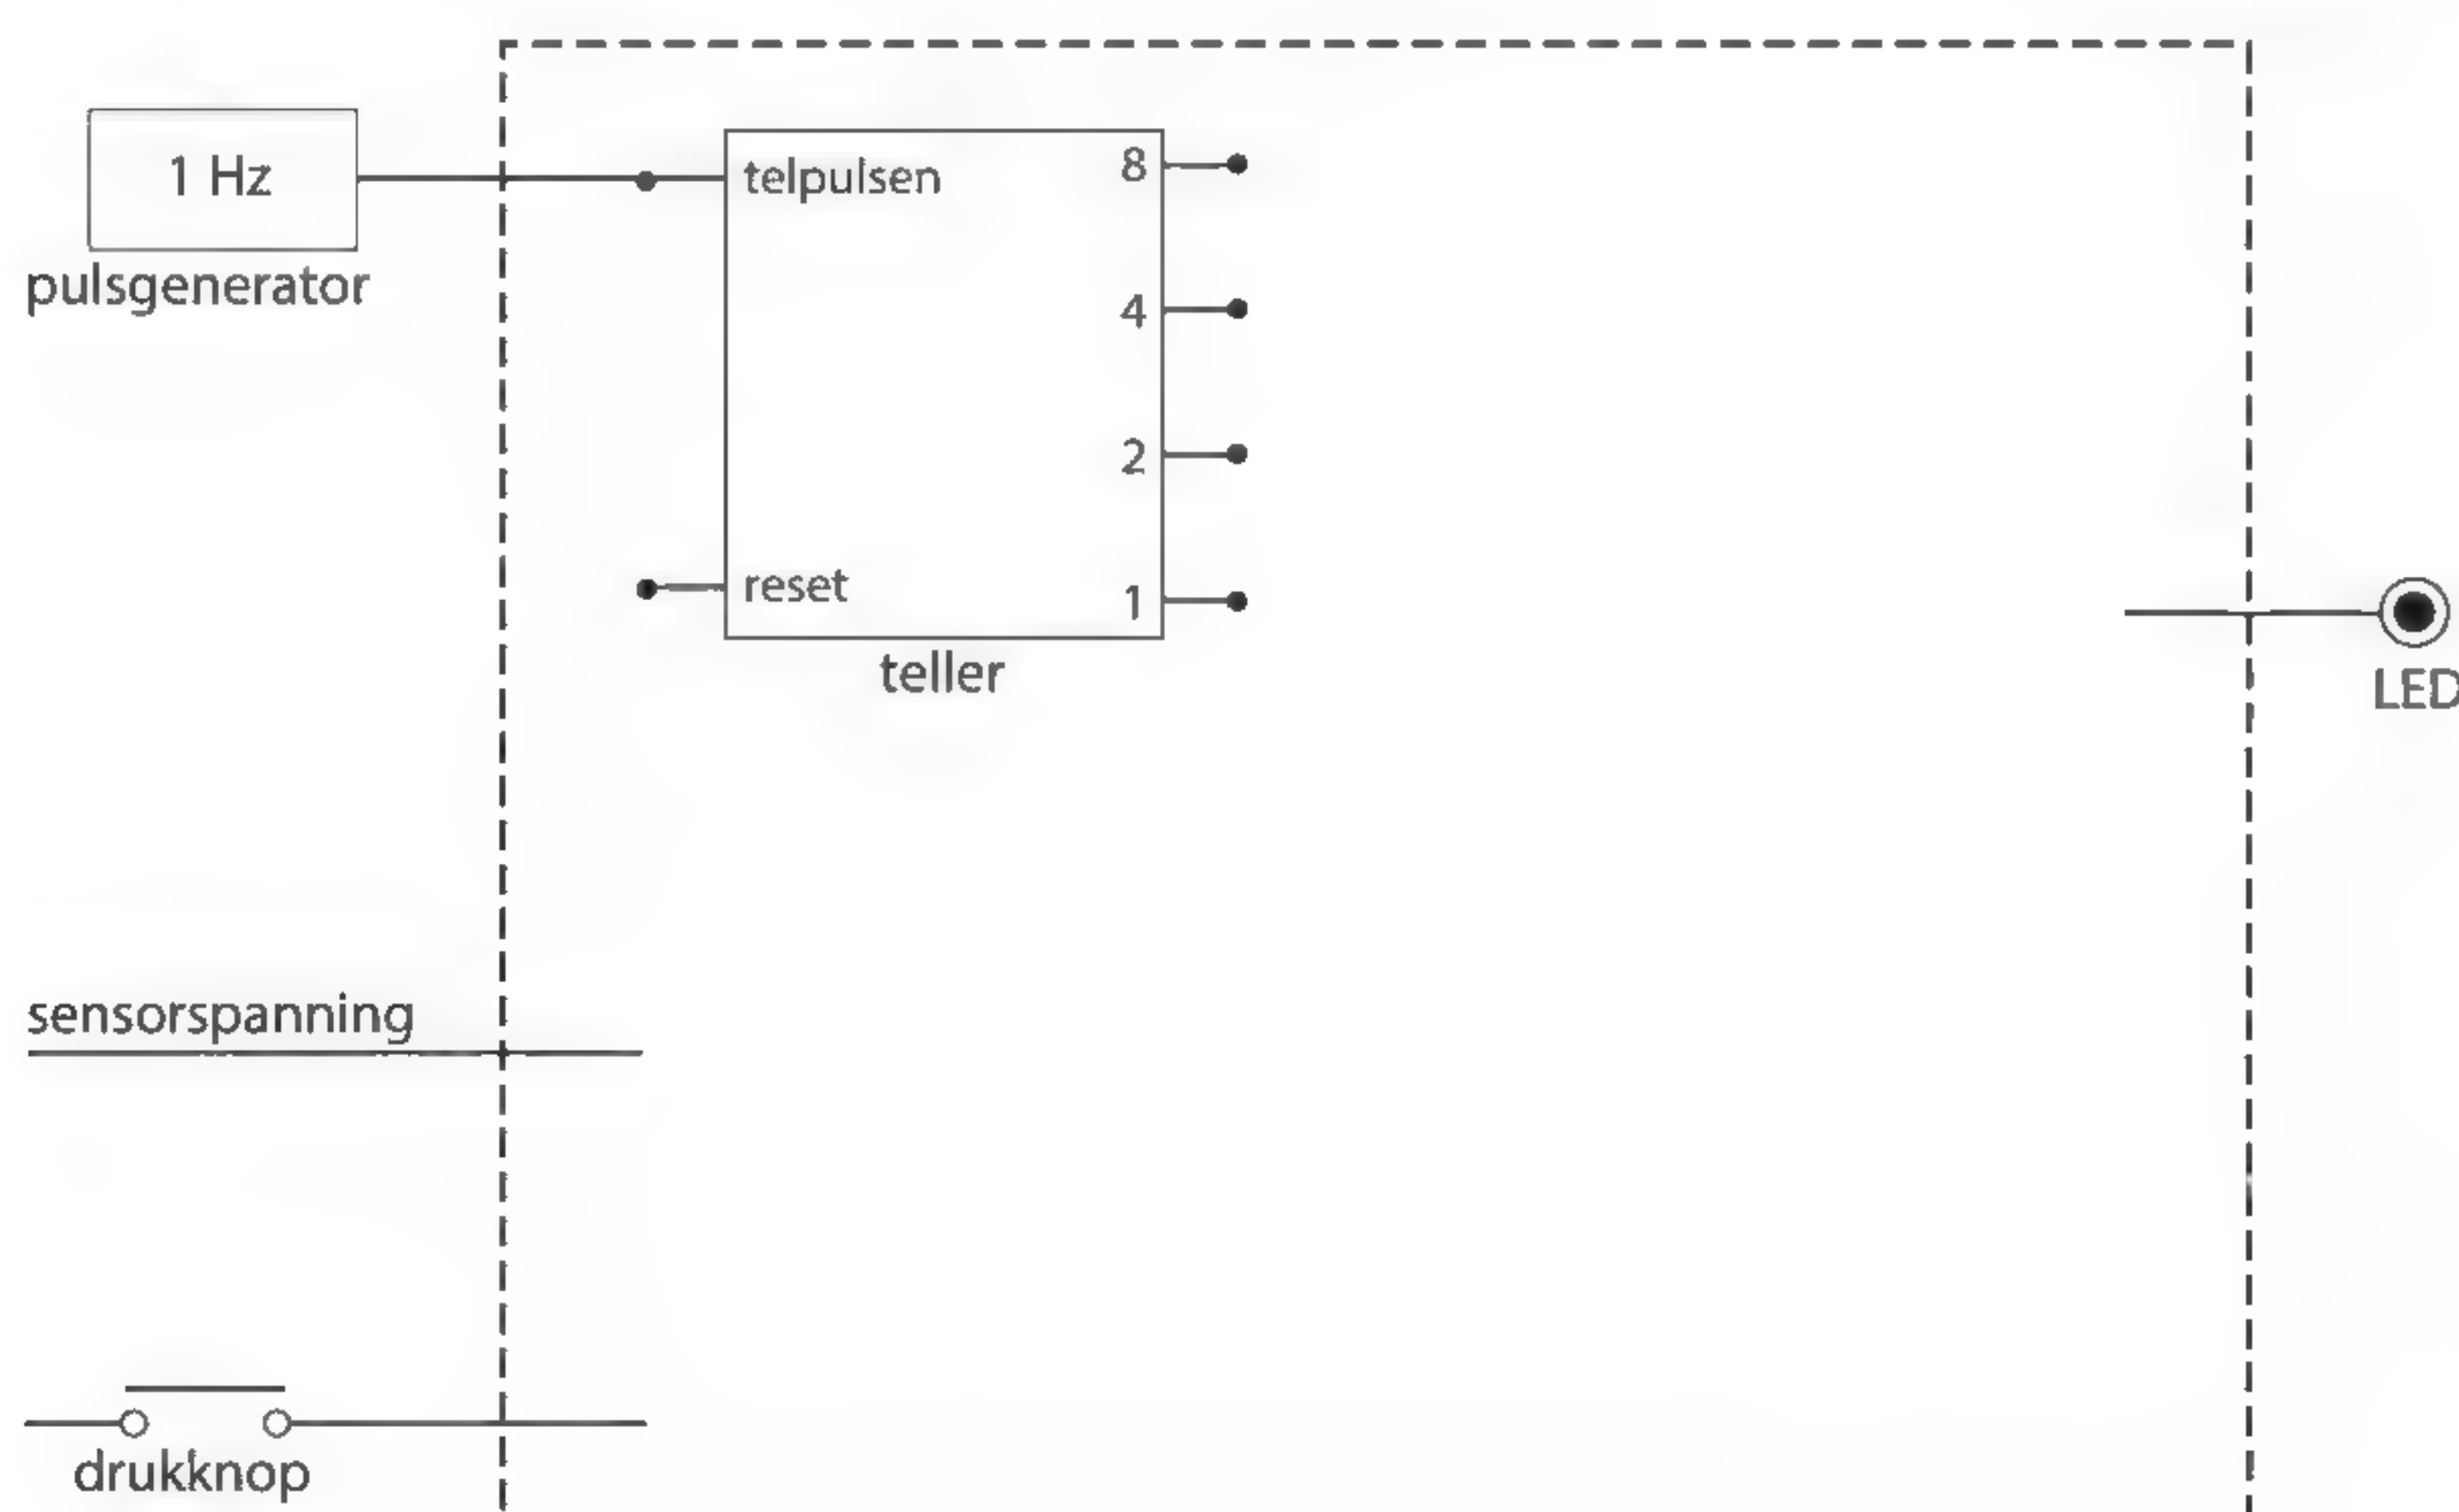 1 Hz
pulsgenerator
telpulsen
8
4
2
reset
1
teller
LED
sensorspanning
drukknop